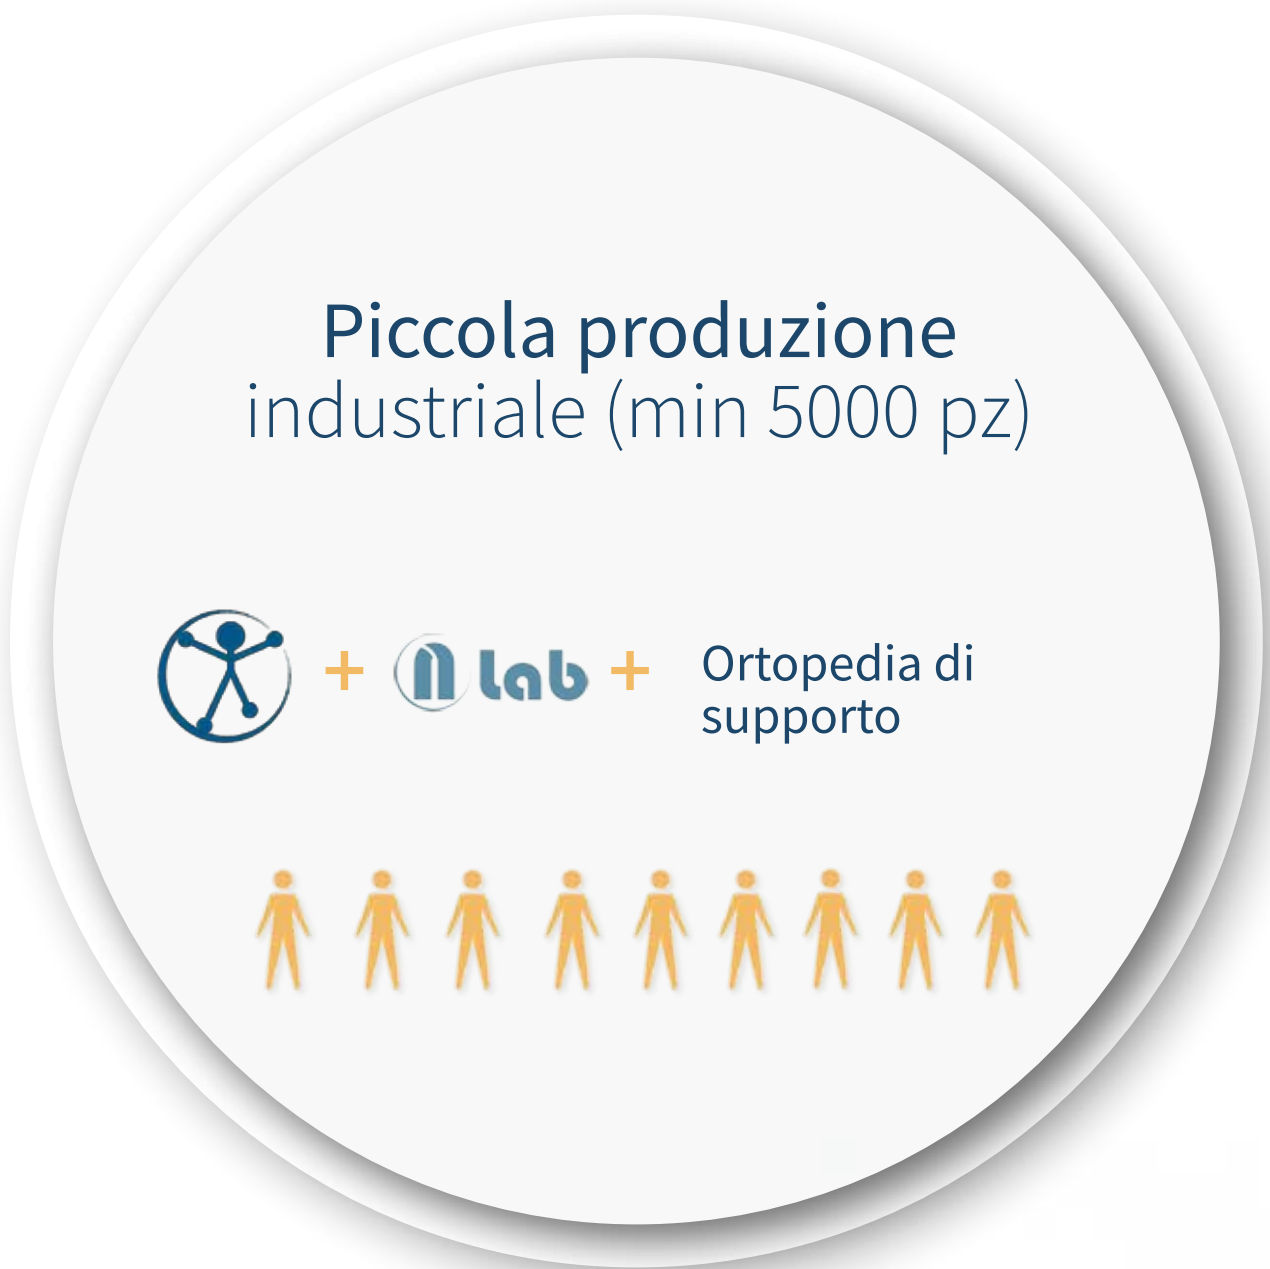 Piccola produzione
industriale (min 5000 pz)
+ lab + Ortopedia di
supporto